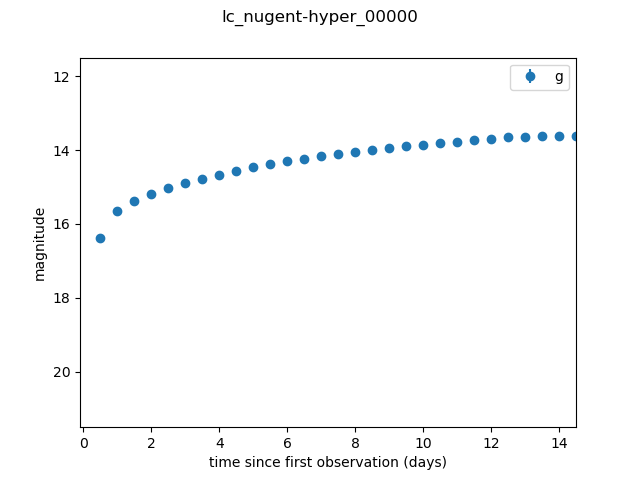 lc_nugent-hyper_00000
g
magnitude
12
14
16
18
20
0 2 4 6 8 10 12 14
time since first observation (days)